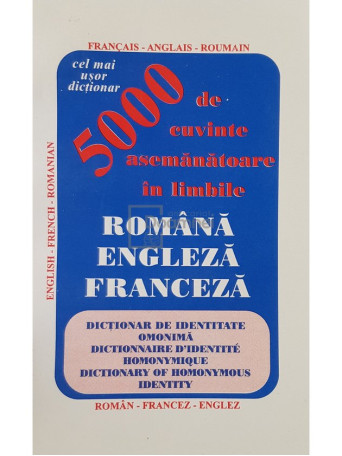 FRANÇAIS - ANGLAIS - ROUMAIN
cel mai
ușor
dicționar
5000 de
cuvinte
asemănătoare
în limbile
ROMÂNĂ
ENGLEZĂ
FRANCEZĂ
DICȚIONAR DE IDENTITATE
OMONIMĂ
DICTIONNAIRE D'IDENTITÉ
HOMONYMIQUE
DICTIONARY OF HOMONYMOUS
IDENTITY
ROMÂN - FRANCEZ - ENGLEZ
ENGLISH - FRENCH - ROMANIAN